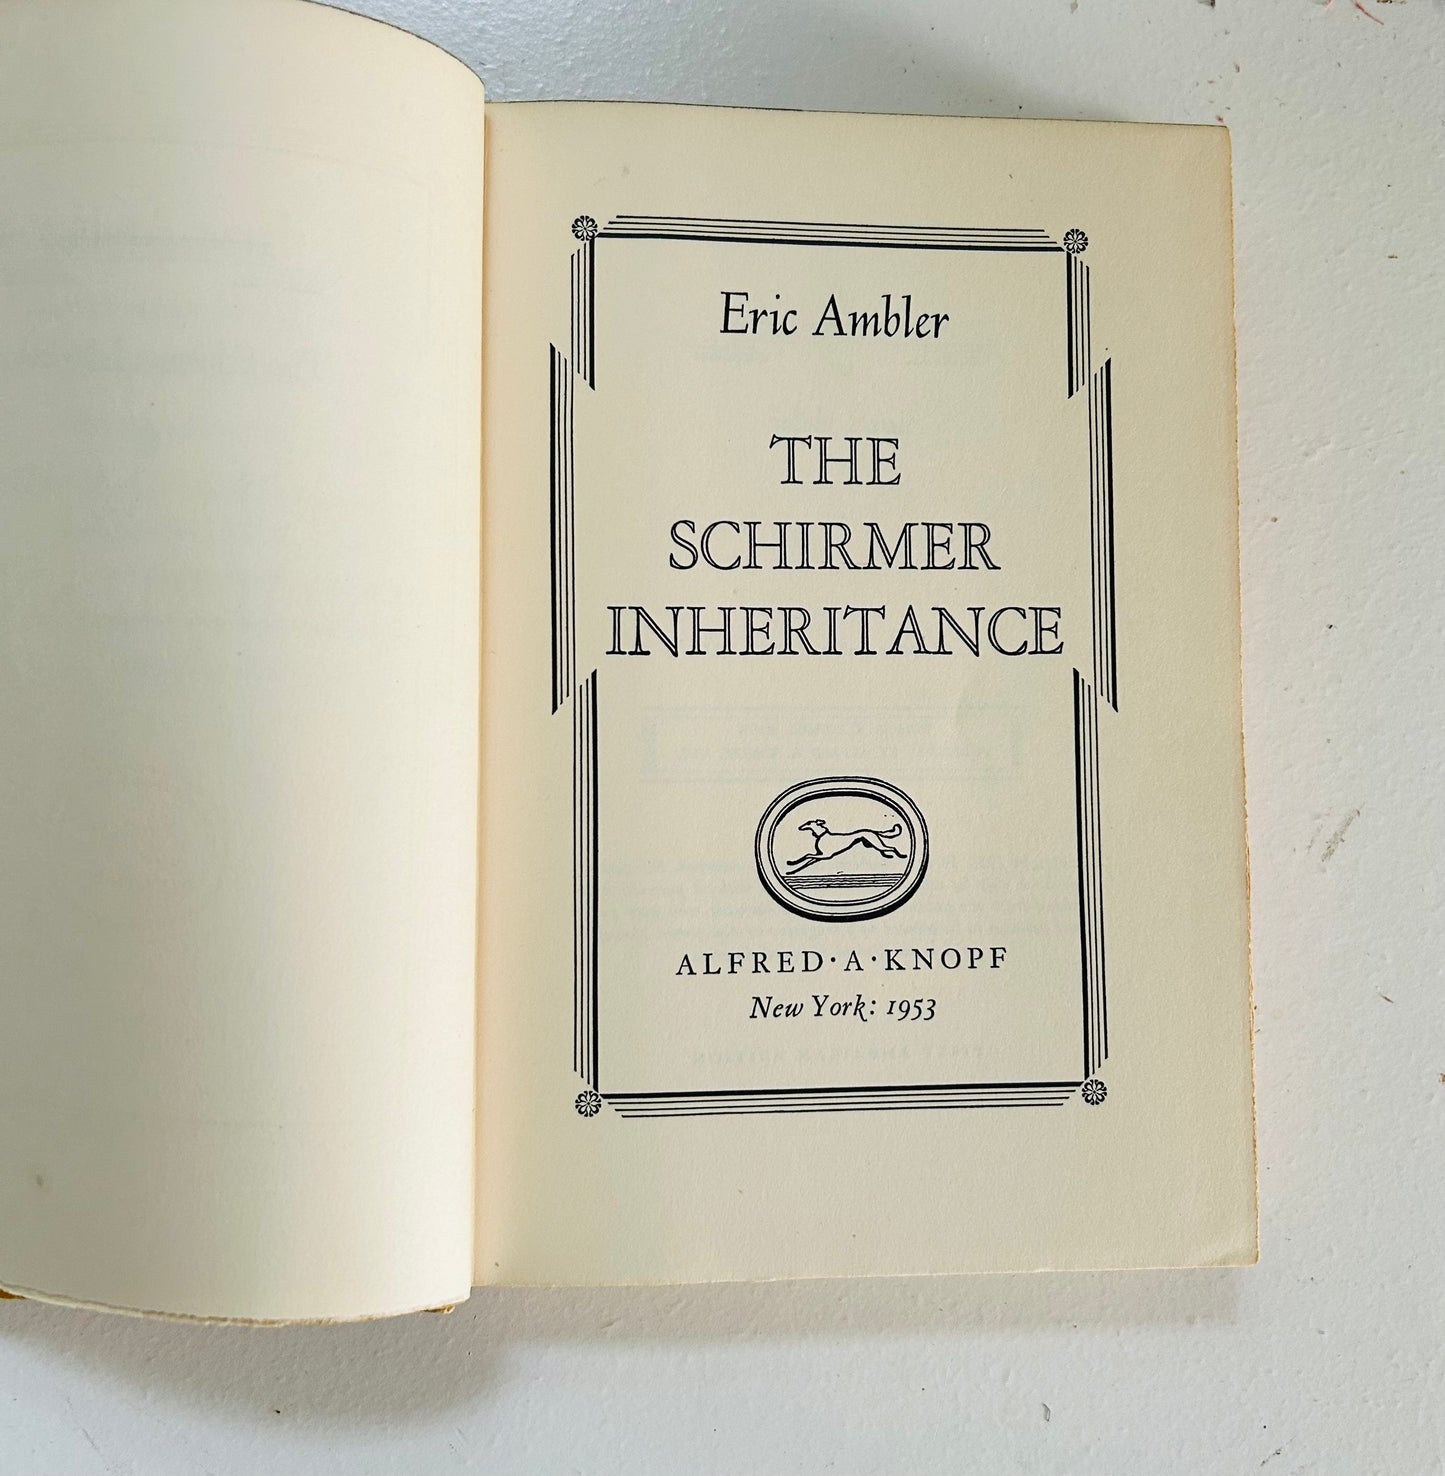 Eric Ambler
THE
SCHIRMER
INHERITANCE
ALFRED·A·KNOPF
New York: 1953